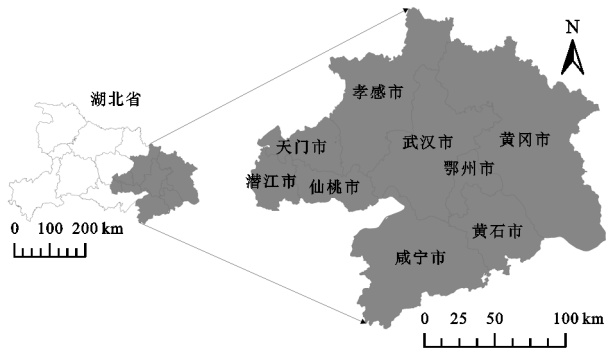 湖北省
0 100 200 km
N
孝感市
武汉市
黄冈市
天门市
鄂州市
潜江市
仙桃市
黄石市
咸宁市
0 25 50 100 km